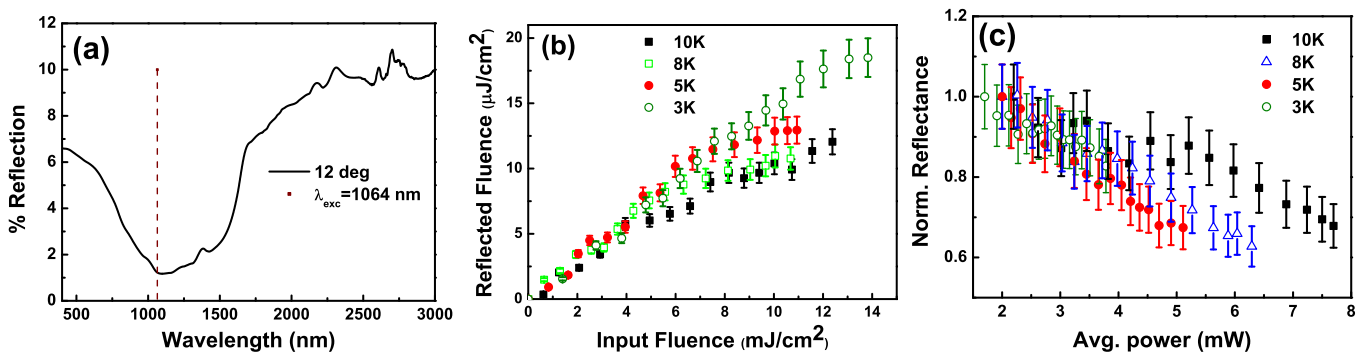 (a)
12
10
8
6
4
2
0
% Reflection
12 deg
λexc=1064 nm
500 1000 1500 2000 2500 3000
Wavelength (nm)
(b)
20
15
10
5
0
Reflected Fluence (μJ/cm²)
10K
8K
5K
3K
0 2 4 6 8 10 12 14
Input Fluence (mJ/cm²)
(c)
1.2
1.0
0.8
0.6
Norm. Reflectance
10K
8K
5K
3K
2 3 4 5 6 7 8
Avg. power (mW)